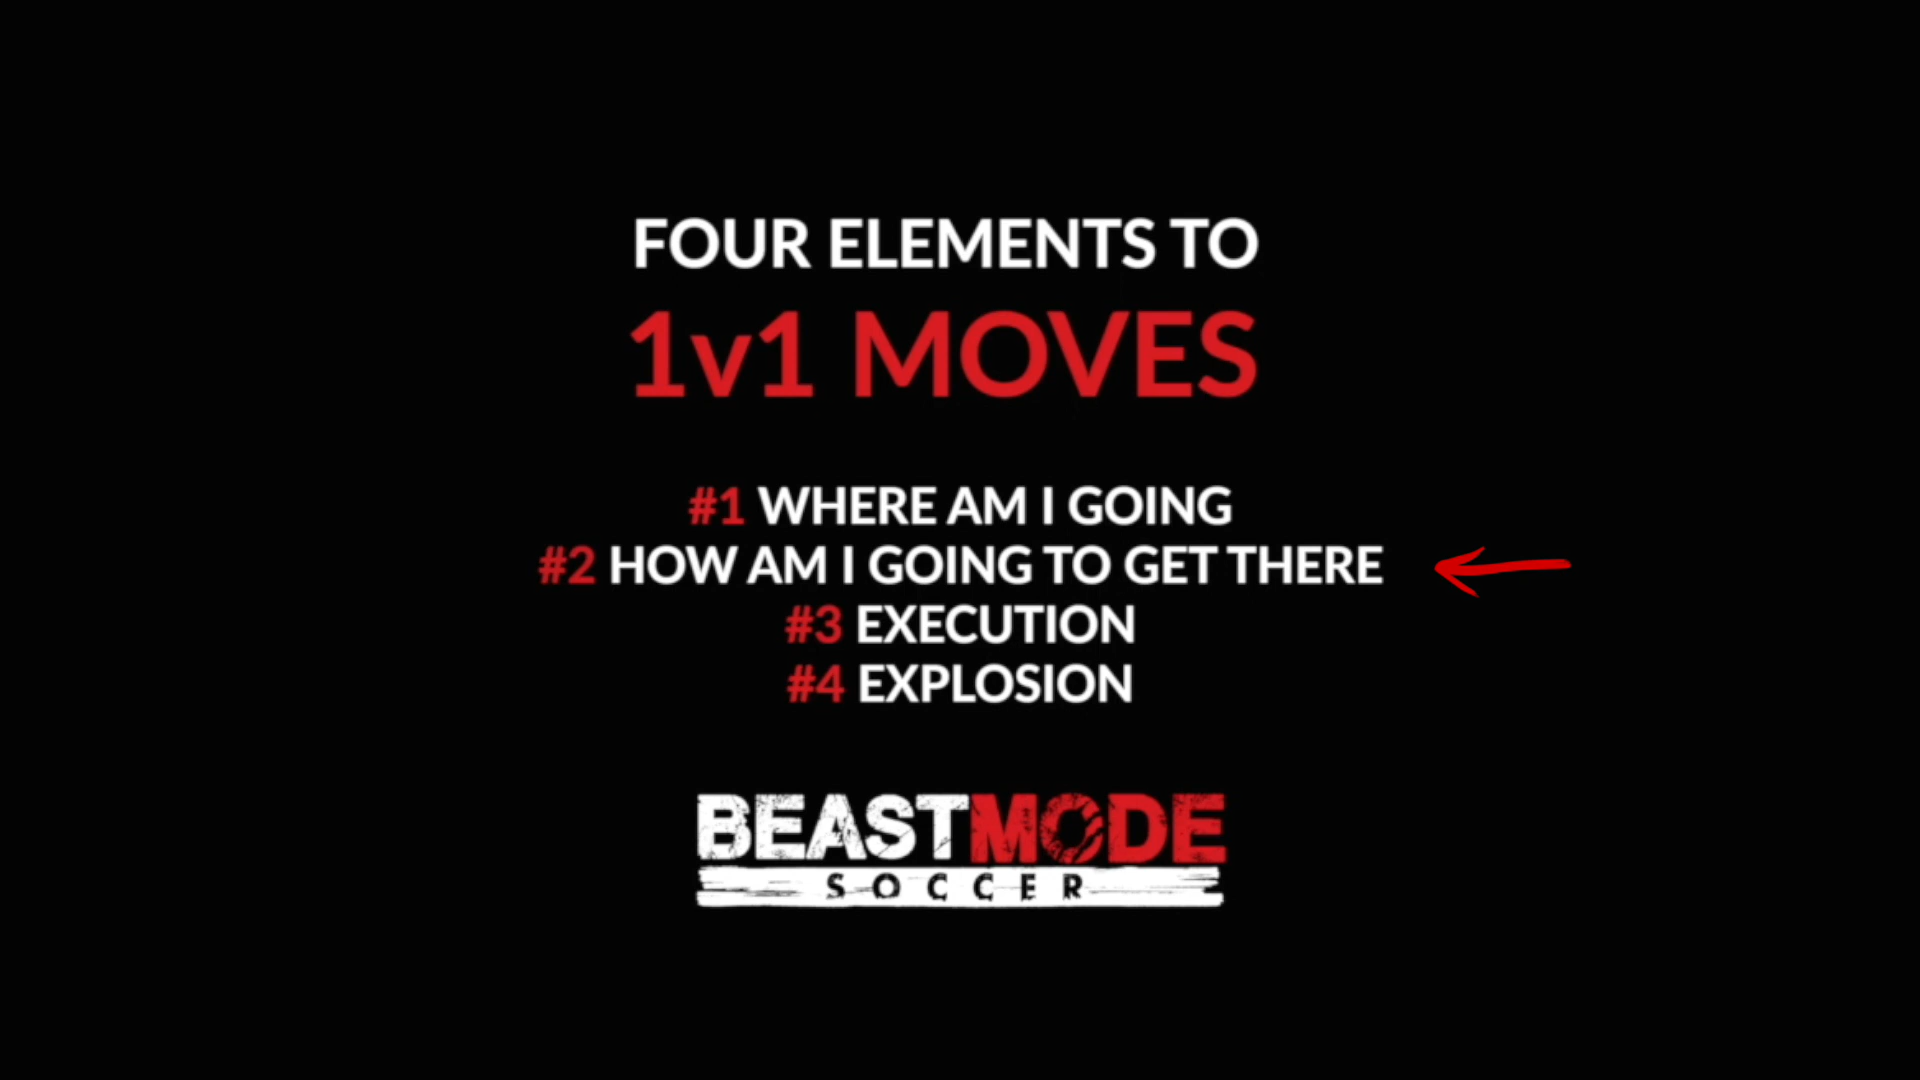 FOUR ELEMENTS TO
1v1 MOVES
#1 WHERE AM I GOING
#2 HOW AM I GOING TO GET THERE
#3 EXECUTION
#4 EXPLOSION
BEASTMODE
SOCCER